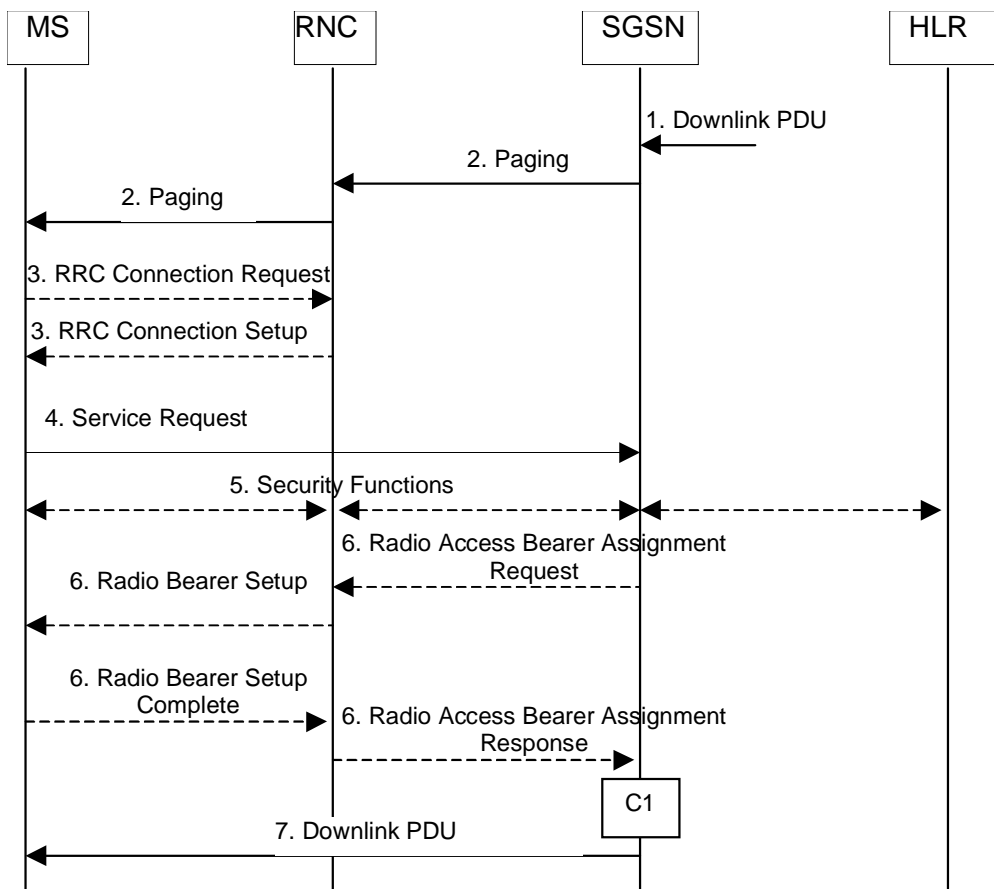 MS
RNC
SGSN
HLR
1. Downlink PDU
2. Paging
2. Paging
3. RRC Connection Request
3. RRC Connection Setup
4. Service Request
5. Security Functions
6. Radio Access Bearer Assignment
Request
6. Radio Bearer Setup
6. Radio Bearer Setup
Complete
6. Radio Access Bearer Assignment
Response
C1
7. Downlink PDU